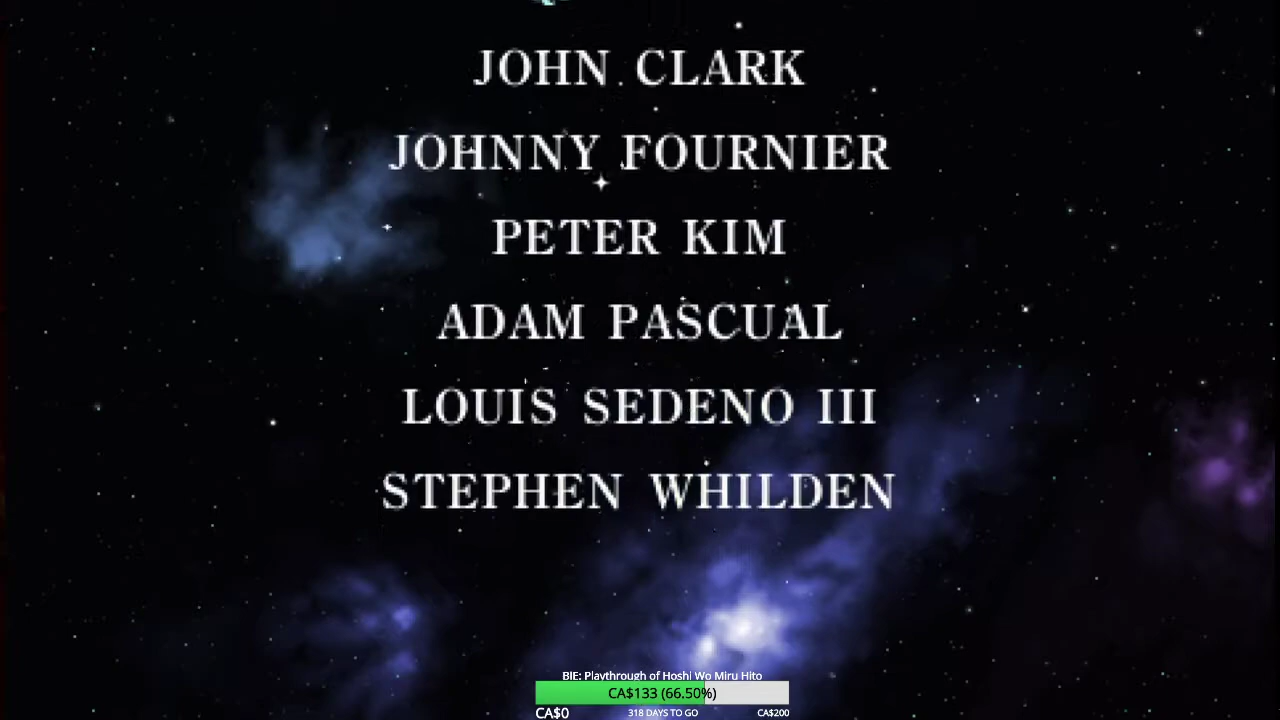 JOHN CLARK
JOHNNY FOURNIER
PETER KIM
ADAM PASCUAL
LOUIS SEDENO III
STEPHEN WHILDEN
BIE: Playthrough of Hoshi Wo Miru Hito
CA$133 (66.50%)
CA$0 318 DAYS TO GO CA$200